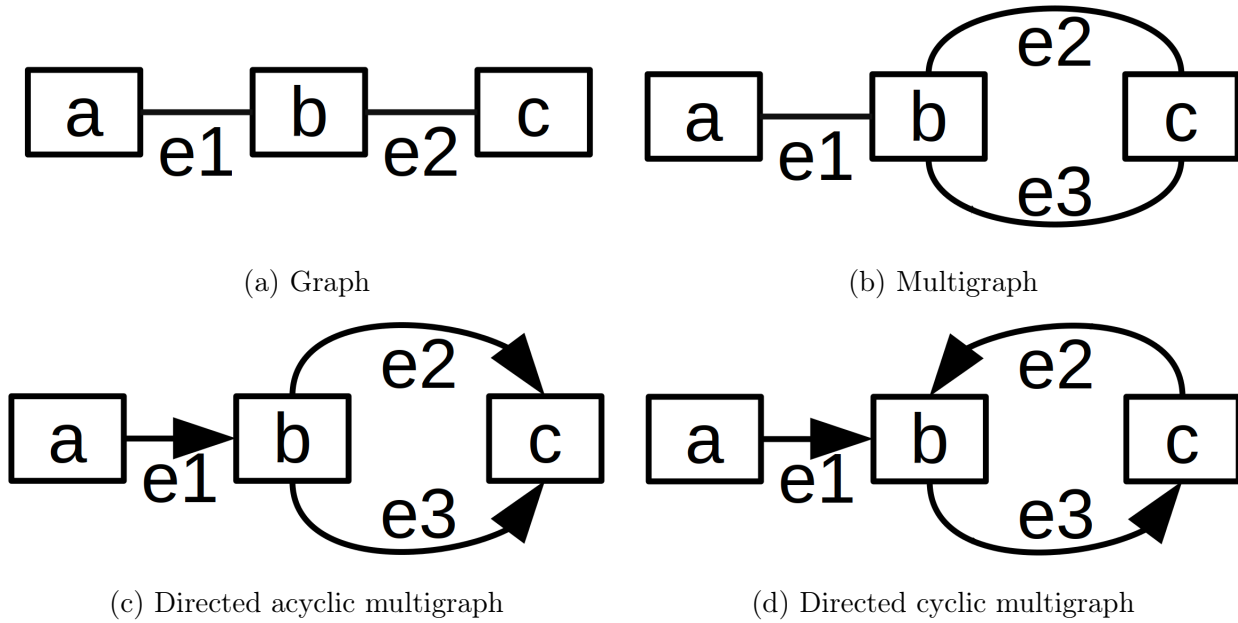 a e1 b e2 c
(a) Graph
a e1 b e2 e3 c
(b) Multigraph
a e1 b e2 e3 c
(c) Directed acyclic multigraph
a e1 b e2 e3 c
(d) Directed cyclic multigraph